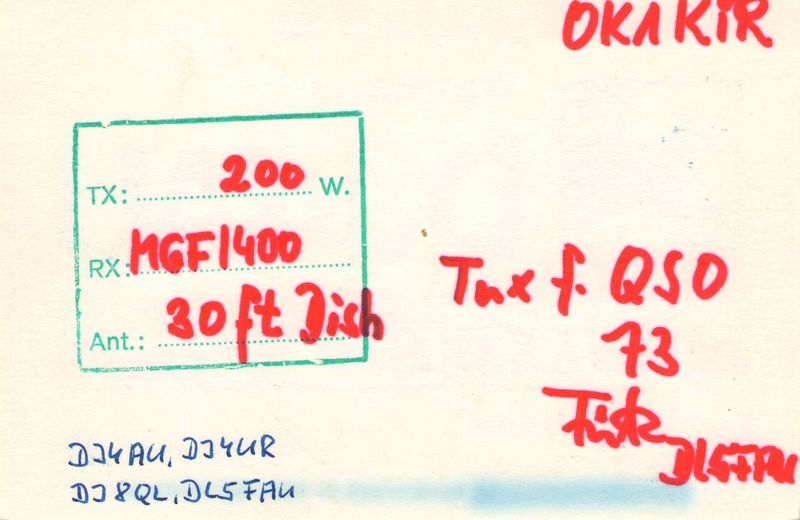 OK1KIR
TX: 200 W.
RX: MGF1400
Ant.: 30ft Dish
Tnx f. QSO
73
DL5FAU
DJ4AU, DJ4UR
DJ8QL, DL5FAU